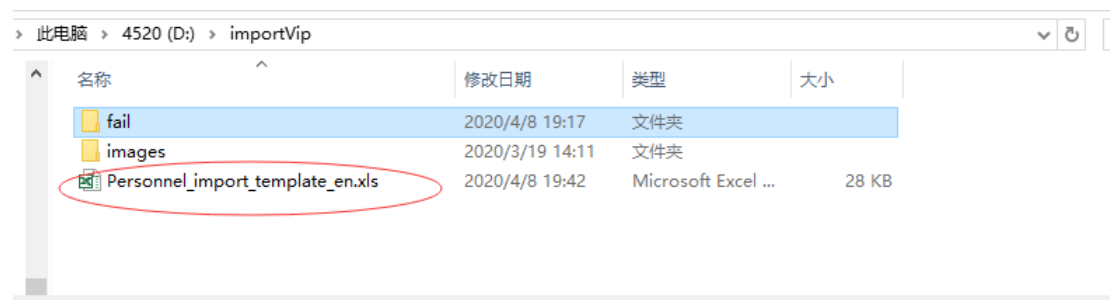 此电脑 > 4520 (D:) > importVip
名称 修改日期 类型 大小
fail 2020/4/8 19:17 文件夹
images 2020/3/19 14:11 文件夹
Personnel_import_template_en.xls 2020/4/8 19:42 Microsoft Excel ... 28 KB